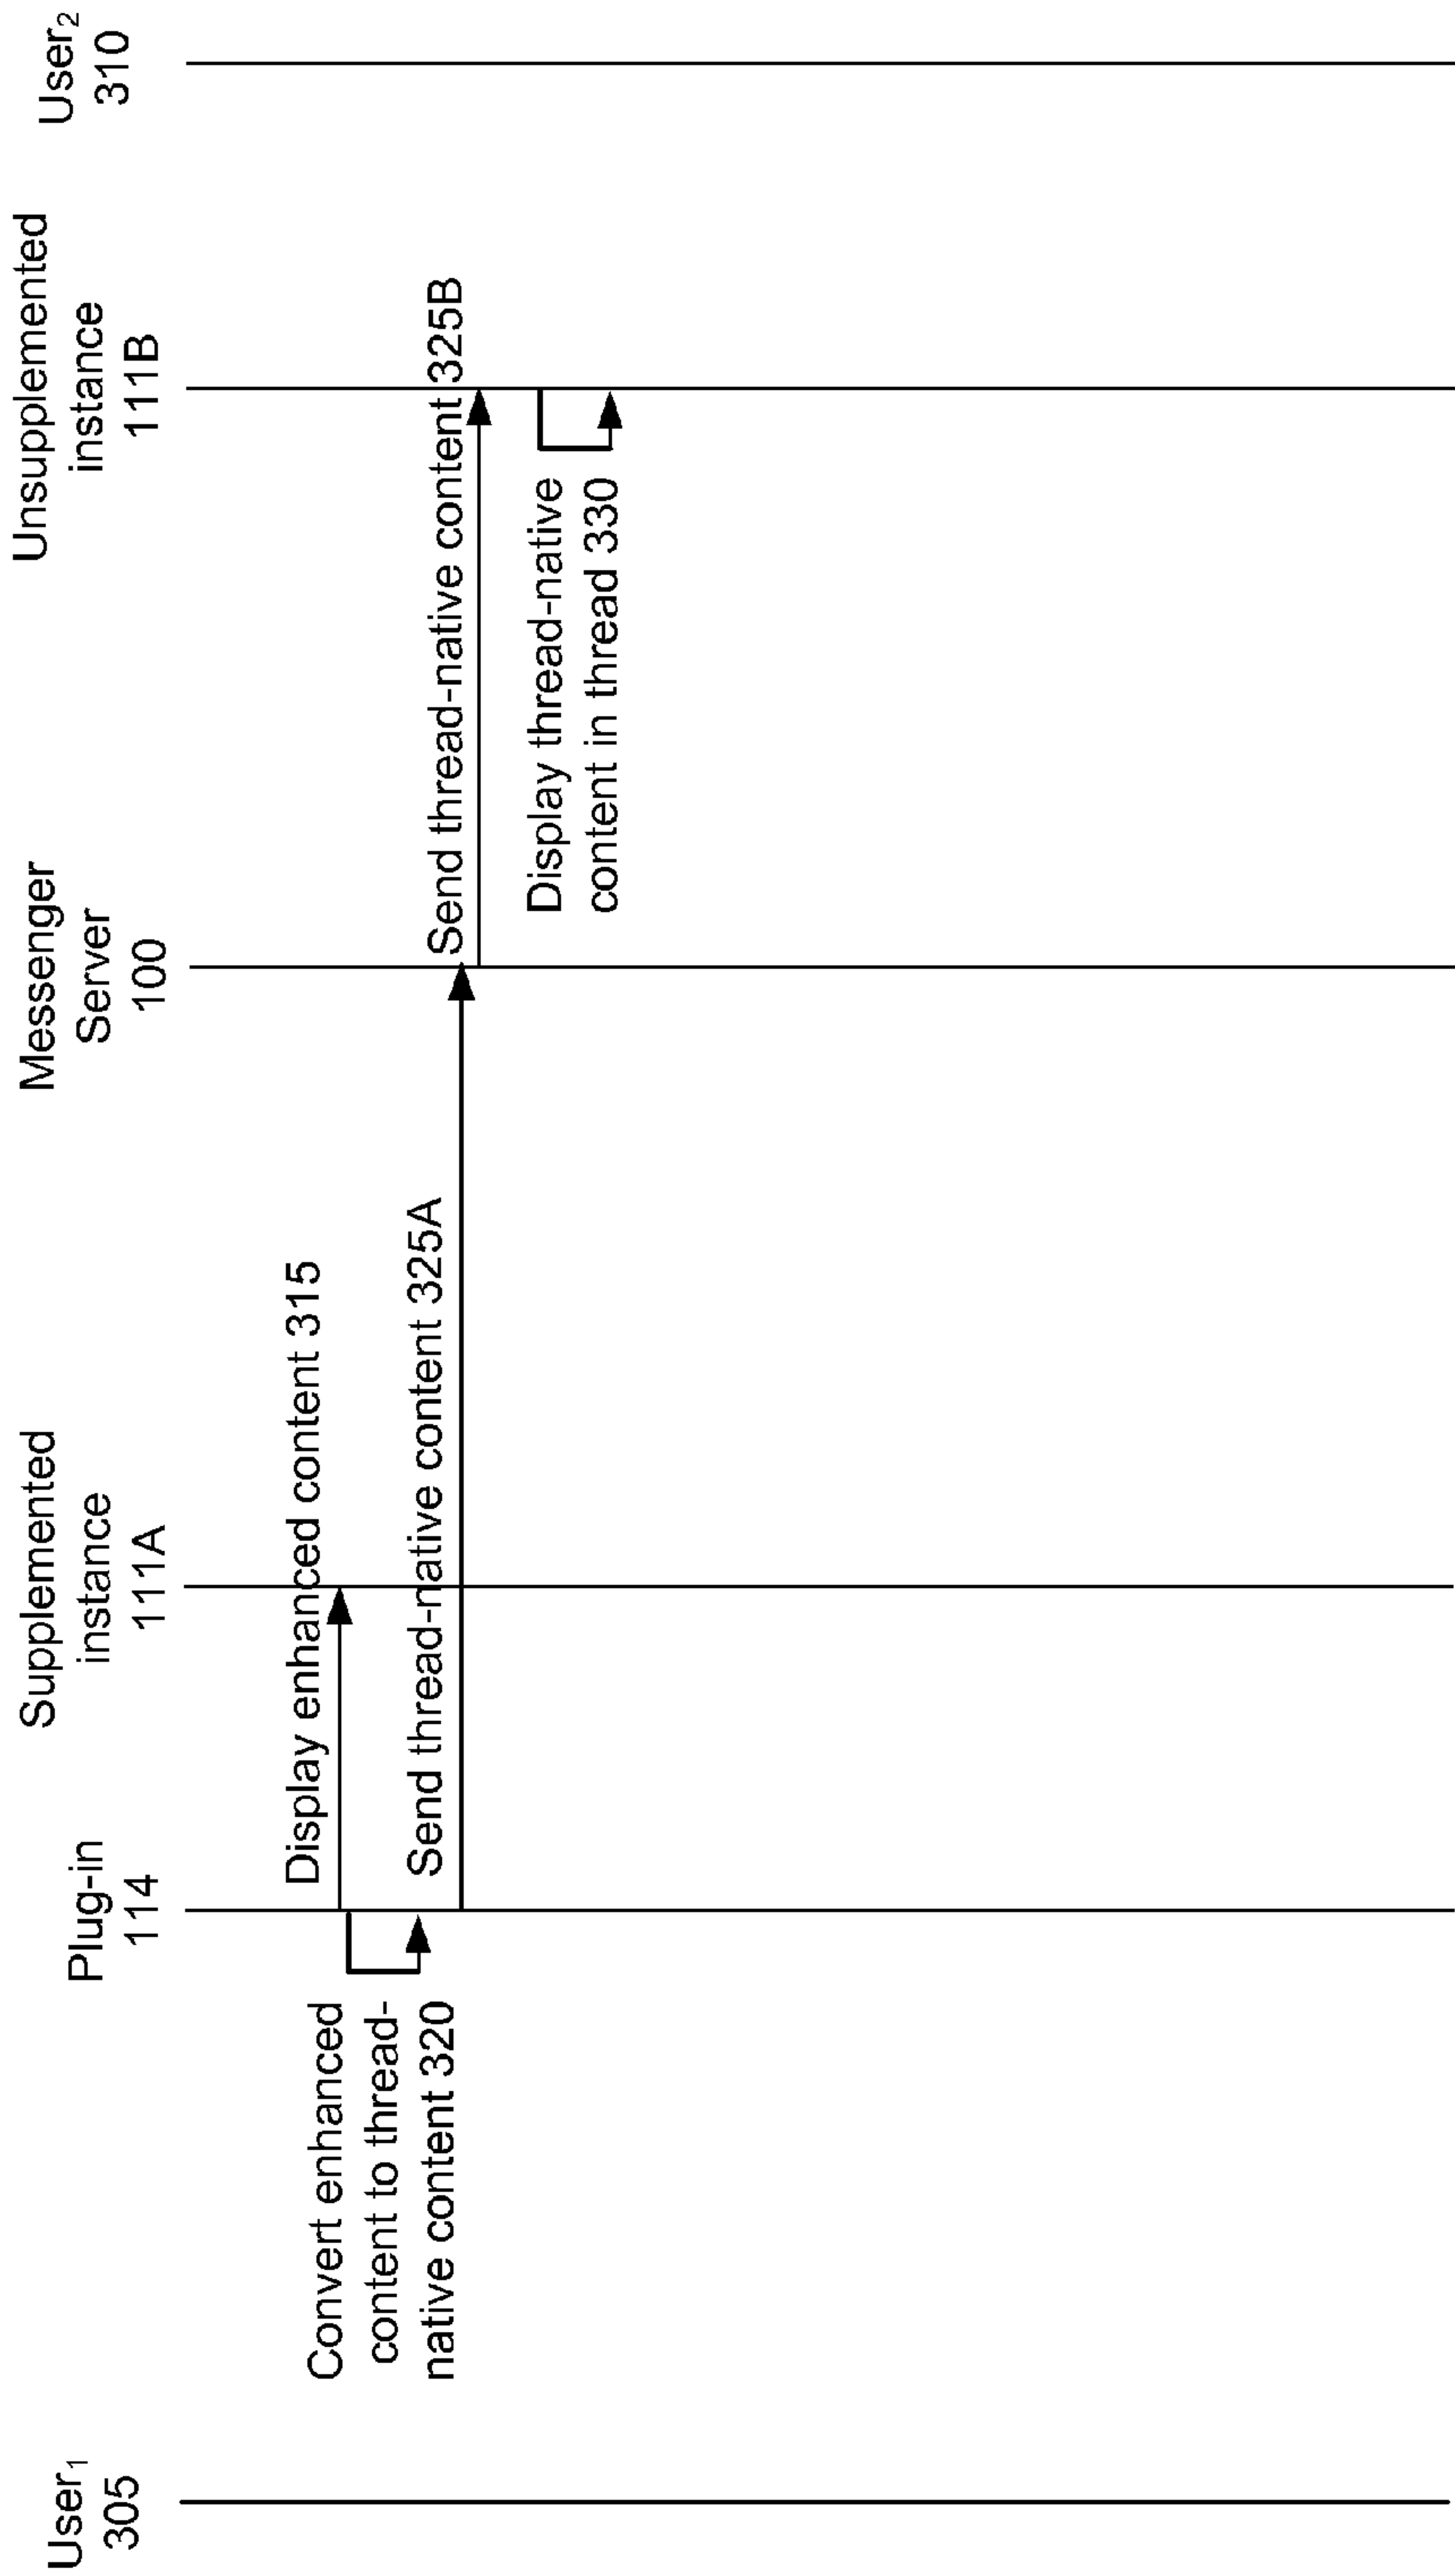 User₁
305
Plug-in
114
Supplemented
instance
111A
Messenger
Server
100
Unsupplemented
instance
111B
User₂
310
Display enhanced content 315
Convert enhanced
content to thread-
native content 320
Send thread-native content 325A
Send thread-native content 325B
Display thread-native
content in thread 330